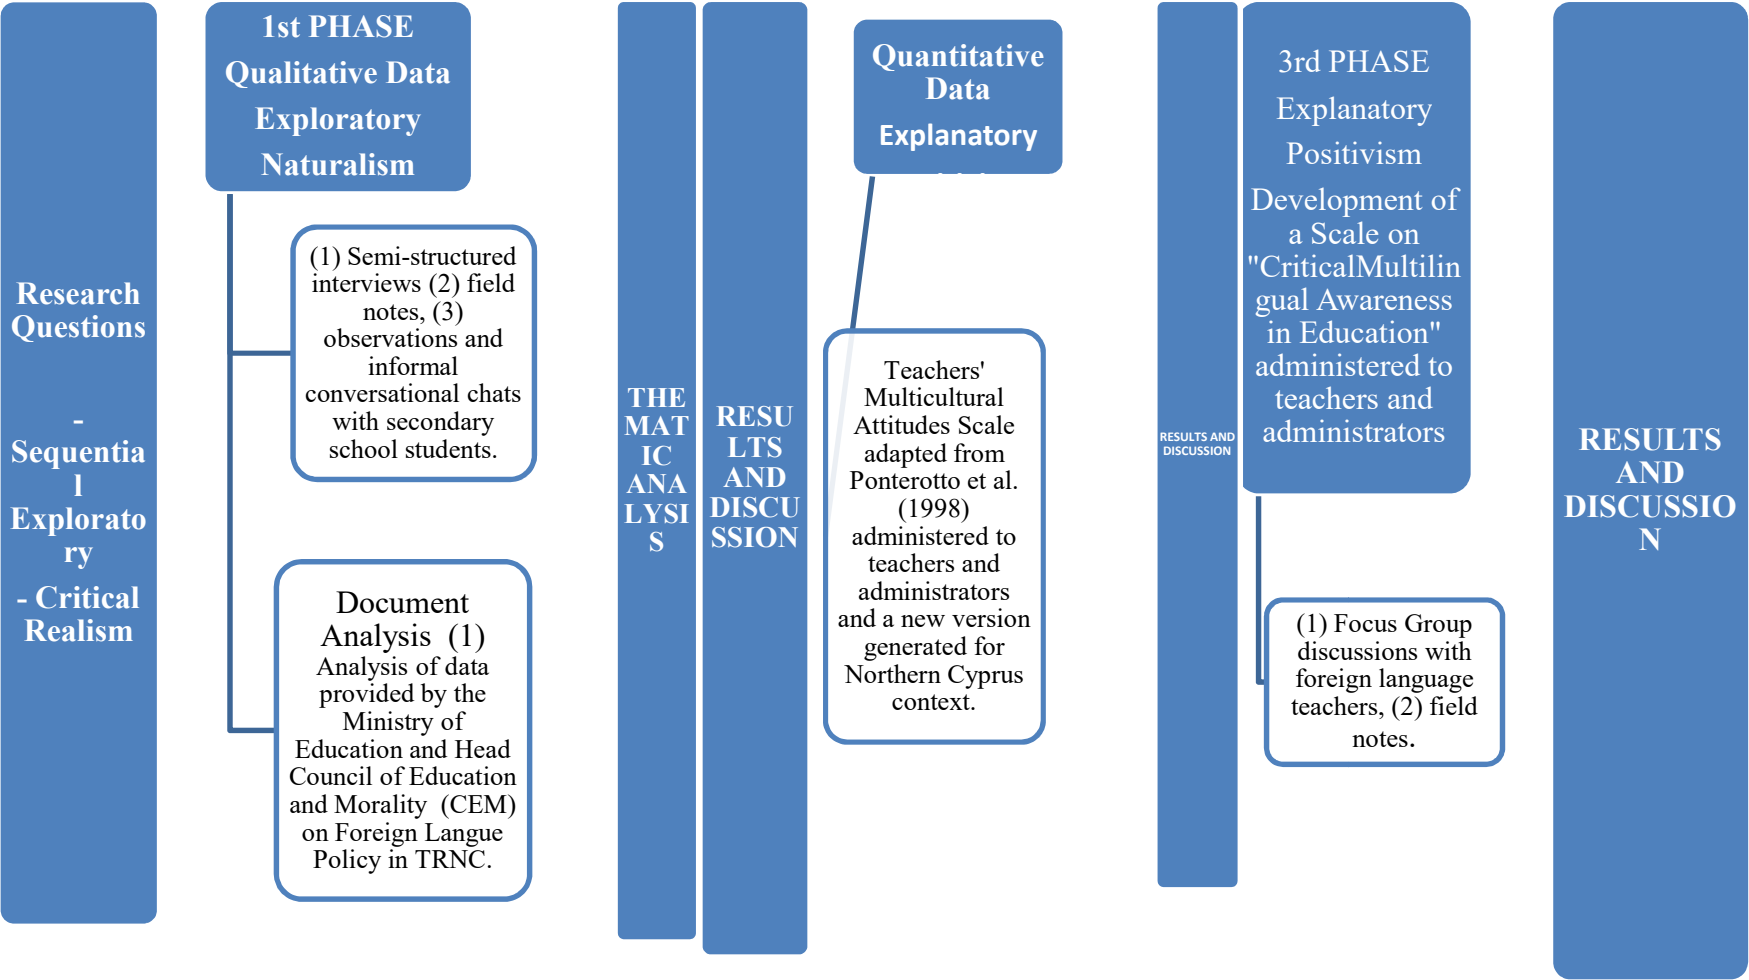 Research
Questions
-
Sequentia
l
Explorato
ry
- Critical
Realism
1st PHASE
Qualitative Data
Exploratory
Naturalism
(1) Semi-structured
interviews (2) field
notes, (3)
observations and
informal
conversational chats
with secondary
school students.
Document
Analysis (1)
Analysis of data
provided by the
Ministry of
Education and Head
Council of Education
and Morality (CEM)
on Foreign Langue
Policy in TRNC.
THE
MAT
IC
ANA
LYSI
S
RESU
LTS
AND
DISCU
SSION
Quantitative
Data
Explanatory
Teachers'
Multicultural
Attitudes Scale
adapted from
Ponterotto et al.
(1998)
administered to
teachers and
administrators
and a new version
generated for
Northern Cyprus
context.
RESULTS AND
DISCUSSION
3rd PHASE
Explanatory
Positivism
Development of
a Scale on
"CriticalMultilin
gual Awareness
in Education"
administered to
teachers and
administrators
(1) Focus Group
discussions with
foreign language
teachers, (2) field
notes.
RESULTS
AND
DISCUSSIO
N